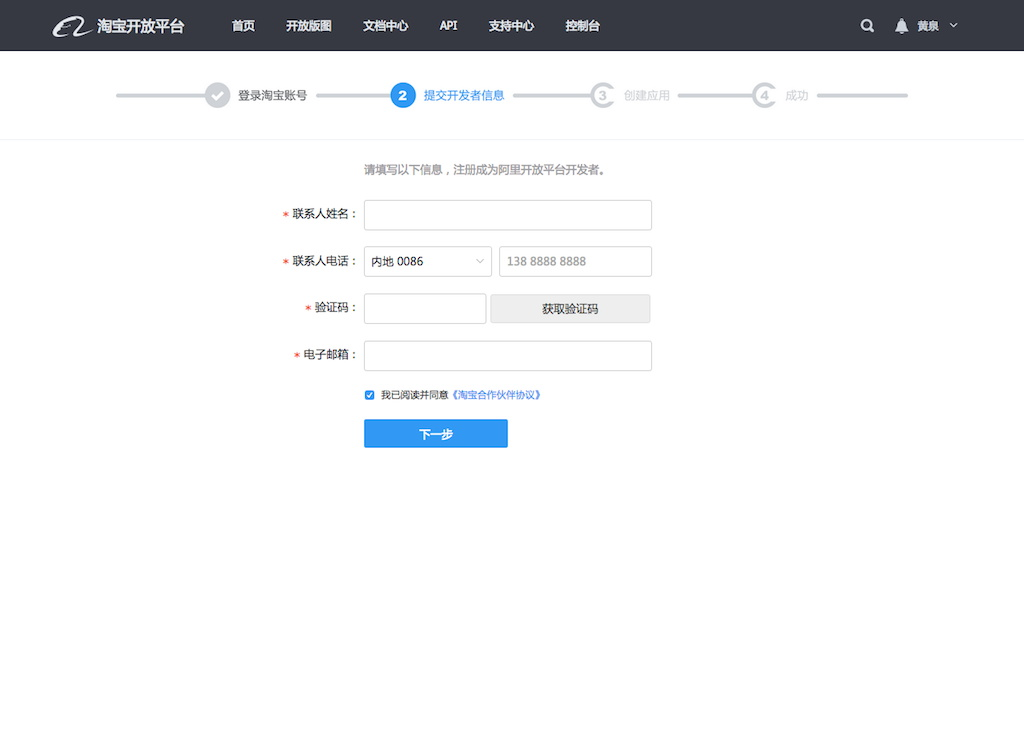 淘宝开放平台 首页 开放版图 文档中心 API 支持中心 控制台 黄泉
登录淘宝账号 2 提交开发者信息 3 创建应用 4 成功
请填写以下信息，注册成为阿里开放平台开发者。
* 联系人姓名：
* 联系人电话： 内地 0086 138 8888 8888
* 验证码： 获取验证码
* 电子邮箱：
我已阅读并同意《淘宝合作伙伴协议》
下一步